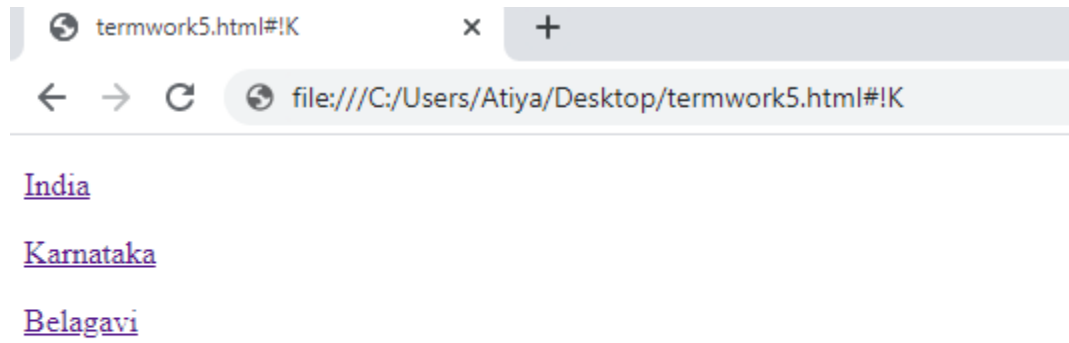 termwork5.html#!K
file:///C:/Users/Atiya/Desktop/termwork5.html#!K
India
Karnataka
Belagavi